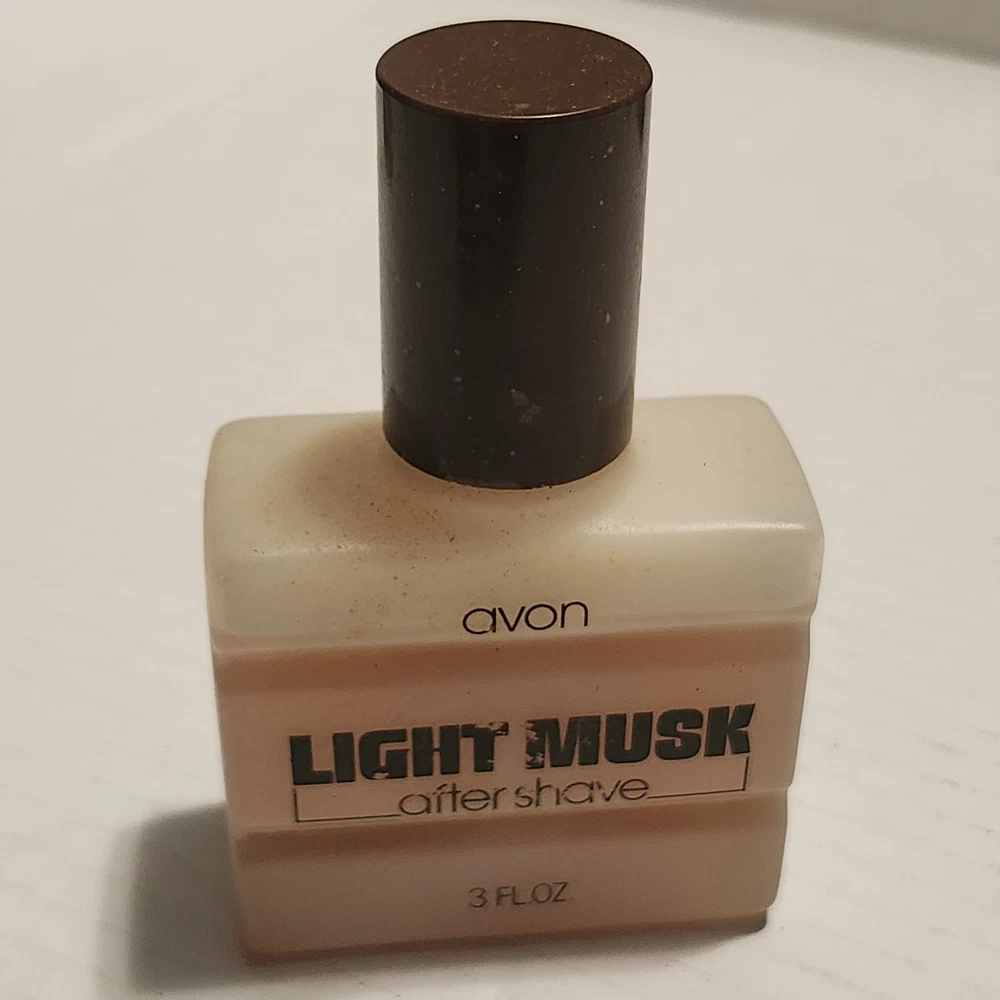 avon
LIGHT MUSK
after shave
3 FL.OZ.